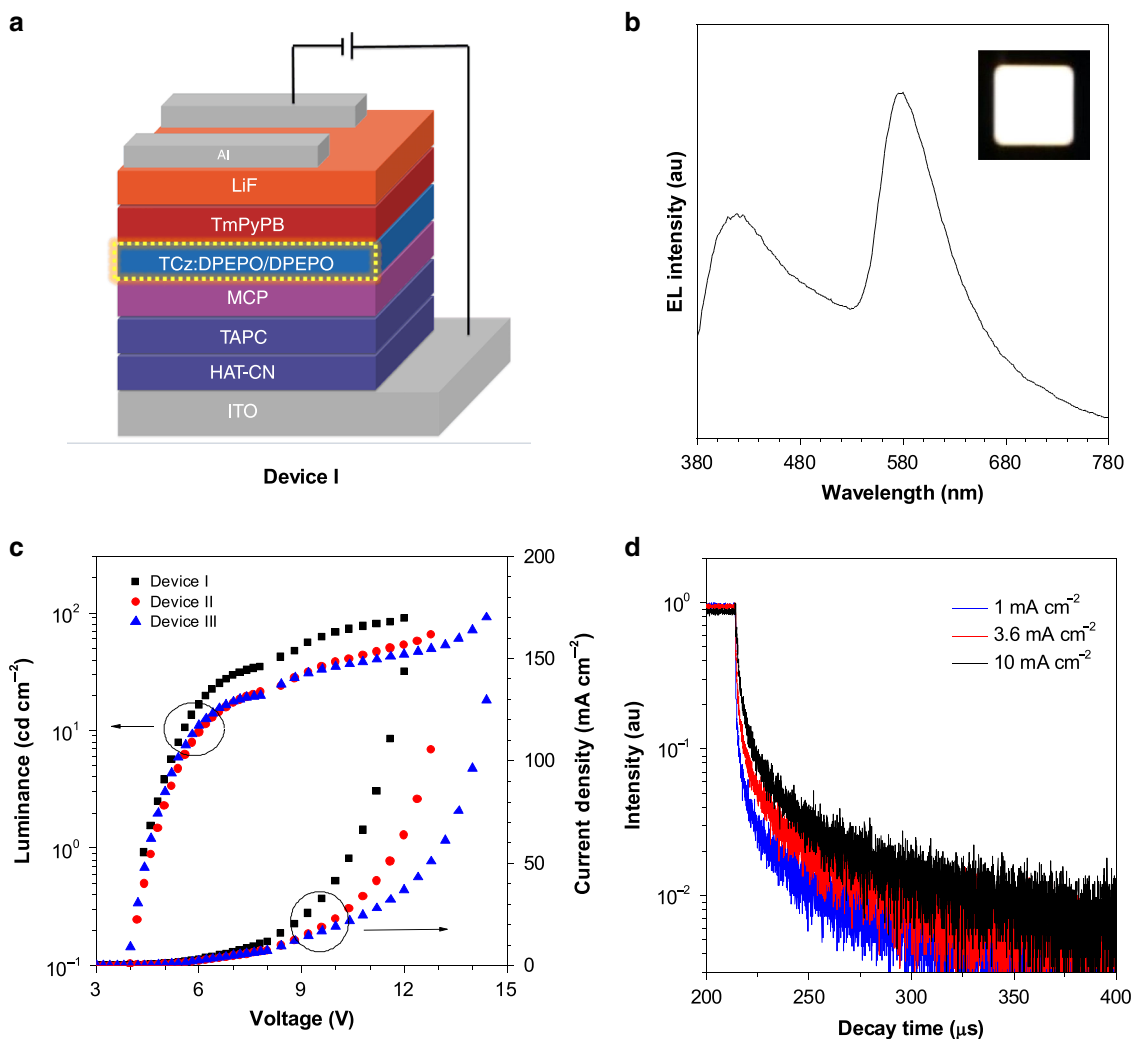 a
Al
LiF
TmPyPB
TCz:DPEPO/DPEPO
MCP
TAPC
HAT-CN
ITO
Device I
b
EL intensity (au)
380 480 580 680 780
Wavelength (nm)
c
Device I
Device II
Device III
10² 
10¹
10⁰
10⁻¹
Luminance (cd cm⁻²)
200
150
100
50
0
Current density (mA cm⁻²)
3 6 9 12 15
Voltage (V)
d
1 mA cm⁻²
3.6 mA cm⁻²
10 mA cm⁻²
10⁰
10⁻¹
10⁻²
Intensity (au)
200 250 300 350 400
Decay time (μs)